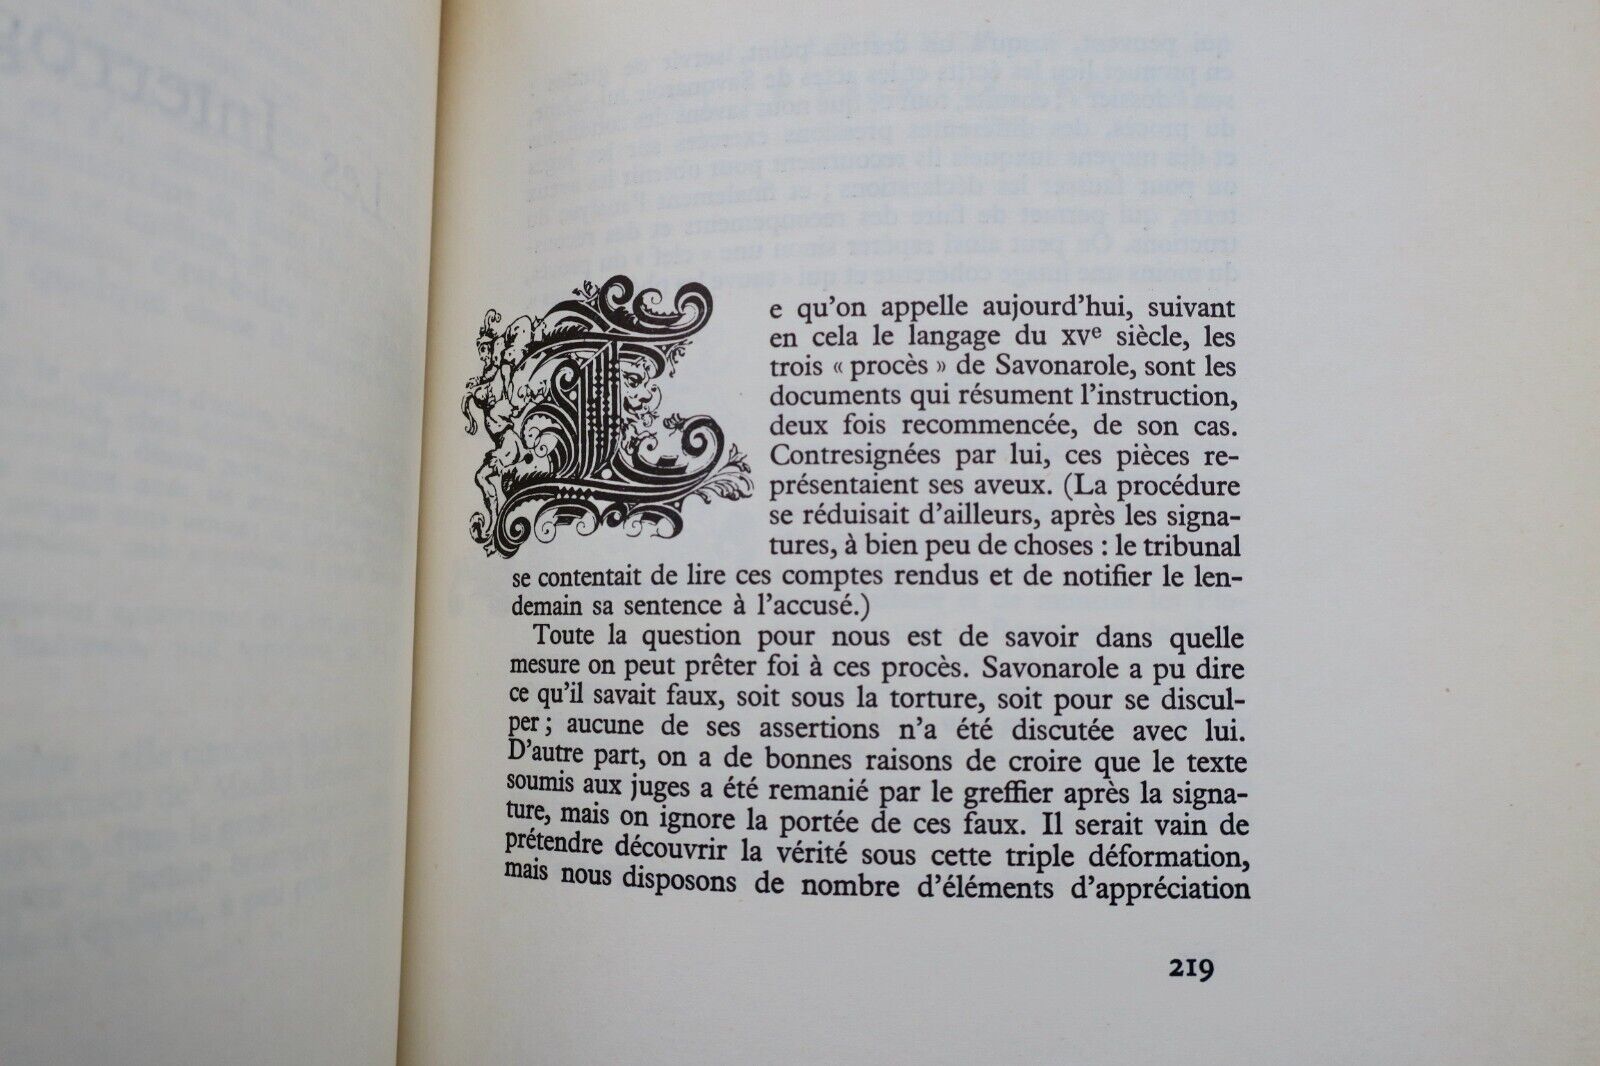 Ce qu'on appelle aujourd'hui, suivant
en cela le langage du XVe siècle, les
trois « procès » de Savonarole, sont les
documents qui résument l'instruction,
deux fois recommencée, de son cas.
Contresignées par lui, ces pièces re-
présentaient ses aveux. (La procédure
se réduisait d'ailleurs, après les signa-
tures, à bien peu de choses : le tribunal
se contentait de lire ces comptes rendus et de notifier le len-
demain sa sentence à l'accusé.)
Toute la question pour nous est de savoir dans quelle
mesure on peut prêter foi à ces procès. Savonarole a pu dire
ce qu'il savait faux, soit sous la torture, soit pour se discul-
per ; aucune de ses assertions n'a été discutée avec lui.
D'autre part, on a de bonnes raisons de croire que le texte
soumis aux juges a été remanié par le greffier après la signa-
ture, mais on ignore la portée de ces faux. Il serait vain de
prétendre découvrir la vérité sous cette triple déformation,
mais nous disposons de nombre d'éléments d'appréciation
219